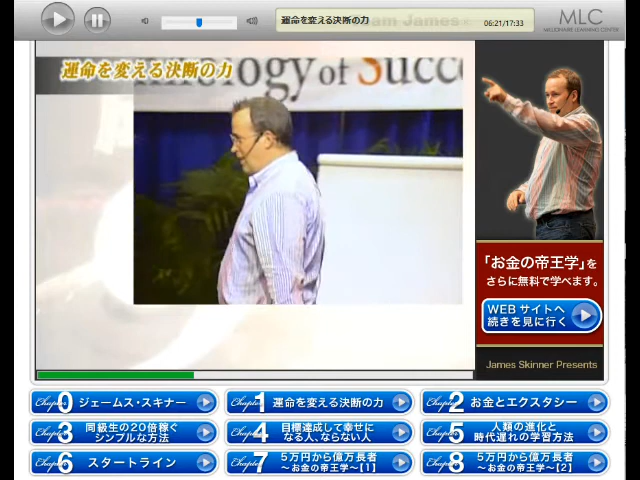 運命を変える決断の力
06:21/17:33
MLC
MILLIONAIRE LEARNING CENTER
運命を変える決断の力
nology of Succ
「お金の帝王学」を
さらに無料で学べます。
WEB サイトへ
続きを見に行く
James Skinner Presents
Chapter 0 ジェームス・スキナー
Chapter 1 運命を変える決断の力
Chapter 2 お金とエクスタシー
Chapter 3 同級生の20倍稼ぐ
シンプルな方法
Chapter 4 目標達成して幸せに
なる人、ならない人
Chapter 5 人類の進化と
時代遅れの学習方法
Chapter 6 スタートライン
Chapter 7 5万円から億万長者
～お金の帝王学～【1】
Chapter 8 5万円から億万長者
～お金の帝王学～【2】